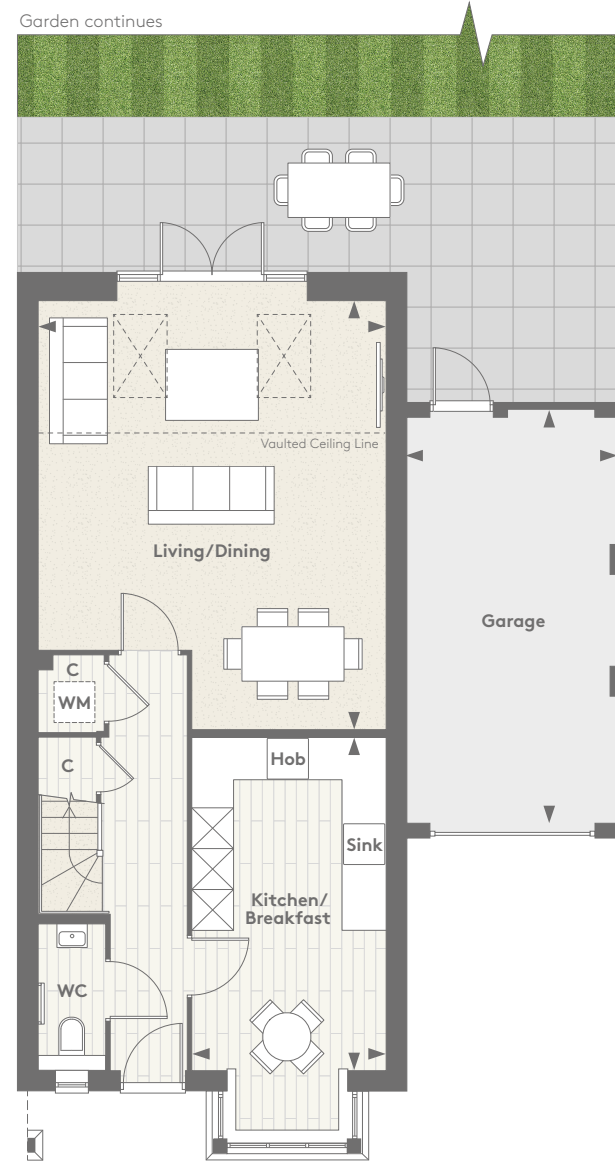 Garden continues
Vaulted Ceiling Line
Living/Dining
Garage
C
WM
C
Hob
Sink
Kitchen/
Breakfast
WC